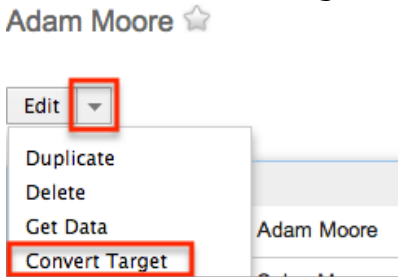 Adam Moore
Edit
Duplicate
Delete
Get Data
Adam Moore
Convert Target